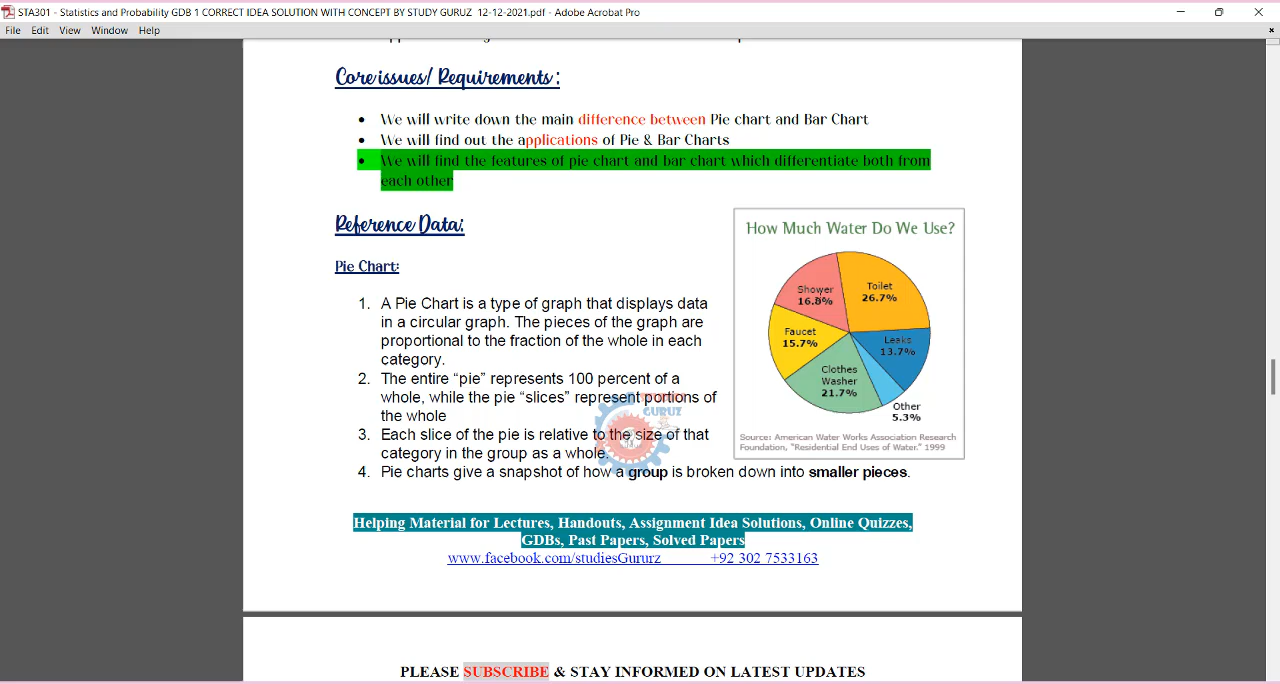 STA301 - Statistics and Probability GDB 1 CORRECT IDEA SOLUTION WITH CONCEPT BY STUDY GURUZ 12-12-2021.pdf - Adobe Acrobat Pro
File Edit View Window Help
Core issues/ Requirements :
• We will write down the main difference between Pie chart and Bar Chart
• We will find out the applications of Pie & Bar Charts
• We will find the features of pie chart and bar chart which differentiate both from
each other
Reference Data:
Pie Chart:
1. A Pie Chart is a type of graph that displays data
in a circular graph. The pieces of the graph are
proportional to the fraction of the whole in each
category.
2. The entire “pie” represents 100 percent of a
whole, while the pie “slices” represent portions of
the whole
3. Each slice of the pie is relative to the size of that
category in the group as a whole.
4. Pie charts give a snapshot of how a group is broken down into smaller pieces.
How Much Water Do We Use?
Toilet
26.7%
Shower
16.8%
Faucet
15.7%
Leaks
13.7%
Clothes
Washer
21.7%
Other
5.3%
Source: American Water Works Association Research
Foundation, “Residential End Uses of Water.” 1999
GURUZ
Helping Material for Lectures, Handouts, Assignment Idea Solutions, Online Quizzes,
GDBs, Past Papers, Solved Papers
www.facebook.com/studiesGururz +92 302 7533163
PLEASE SUBSCRIBE & STAY INFORMED ON LATEST UPDATES